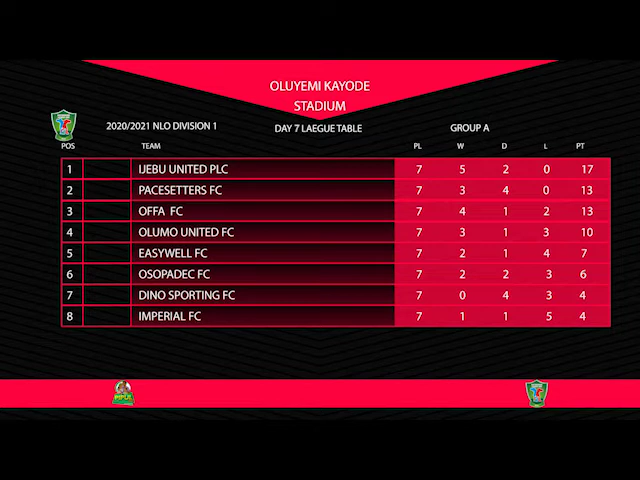 OLUYEMI KAYODE
STADIUM
2020/2021 NLO DIVISION 1 DAY 7 LAEGUE TABLE GROUP A
POS TEAM PL W D L PT
1 IJEBU UNITED PLC 7 5 2 0 17
2 PACESETTERS FC 7 3 4 0 13
3 OFFA FC 7 4 1 2 13
4 OLUMO UNITED FC 7 3 1 3 10
5 EASYWELL FC 7 2 1 4 7
6 OSOPADEC FC 7 2 2 3 6
7 DINO SPORTING FC 7 0 4 3 4
8 IMPERIAL FC 7 1 1 5 4